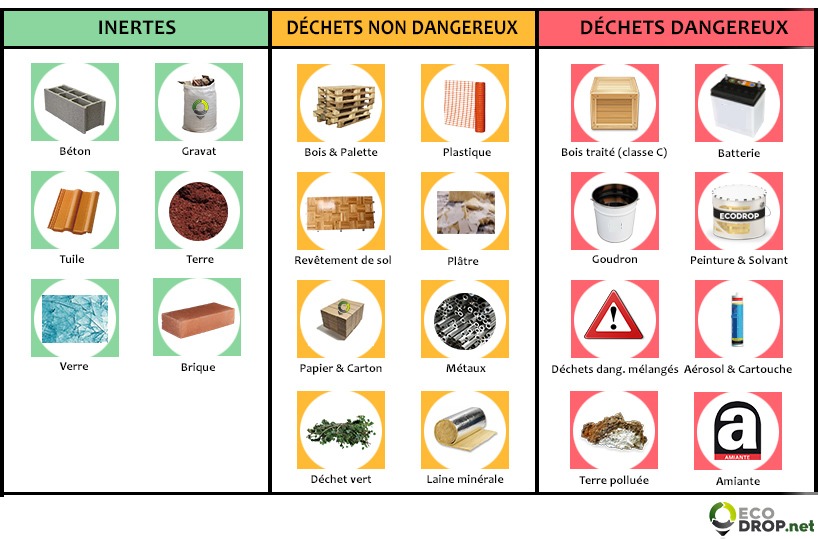 INERTES
DÉCHETS NON DANGEREUX
DÉCHETS DANGEREUX
Béton
Gravat
Bois & Palette
Plastique
Bois traité (classe C)
Batterie
Tuile
Terre
Revêtement de sol
Plâtre
Goudron
ECODROP
Peinture & Solvant
Verre
Brique
Papier & Carton
Métaux
Déchets dang. mélangés
Aérosol & Cartouche
Déchet vert
Laine minérale
Terre polluée
a
AMIANTE
Amiante
ECO
DROP.net